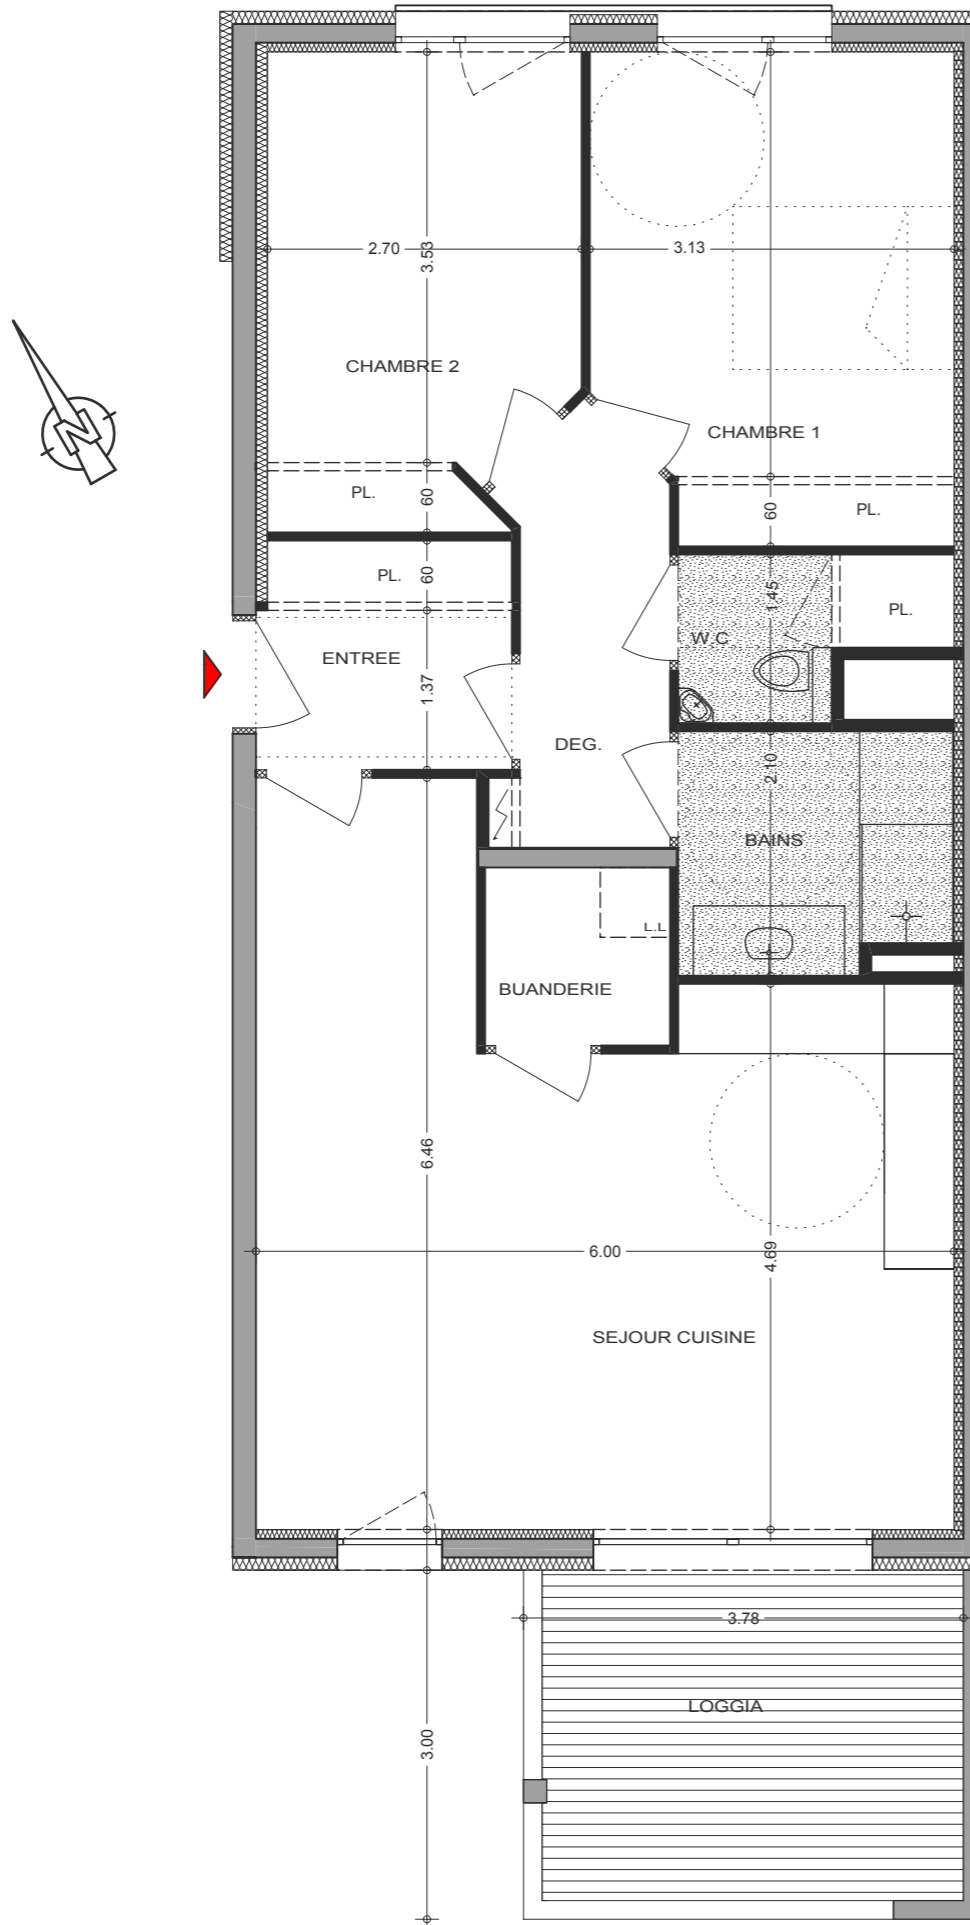 2.70
3.53
3.13
CHAMBRE 2
CHAMBRE 1
N
PL.
60
60
PL.
PL.
60
1.45
PL.
W.C
ENTREE
1.37
DEG.
2.10
BAINS
L.L
BUANDERIE
6.46
6.00
4.69
SEJOUR CUISINE
3.78
LOGGIA
3.00